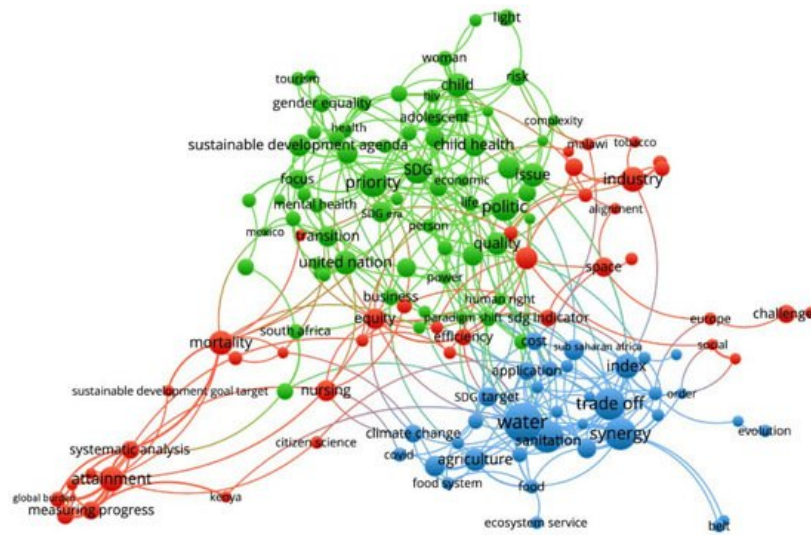 light
woman
tourism
child
risk
hiv
gender equality
adolescent
complexity
health
sustainable development agenda
child health
malawi
tobacco
SDG
issue
focus
priority
economic
industry
mental health
life
SDG era
politic
alignment
person
mexico
transition
quality
united nation
power
space
business
human right
south africa
equity
paradigm shift
sdg indicator
europe
challenge
mortality
efficiency
cost
sub saharan africa
social
application
index
sustainable development goal target
nursing
SDG target
trade off
order
water
citizen science
climate change
sanitation
synergy
evolution
systematic analysis
covid
agriculture
attainment
food system
food
global burden
kenya
measuring progress
ecosystem service
belt